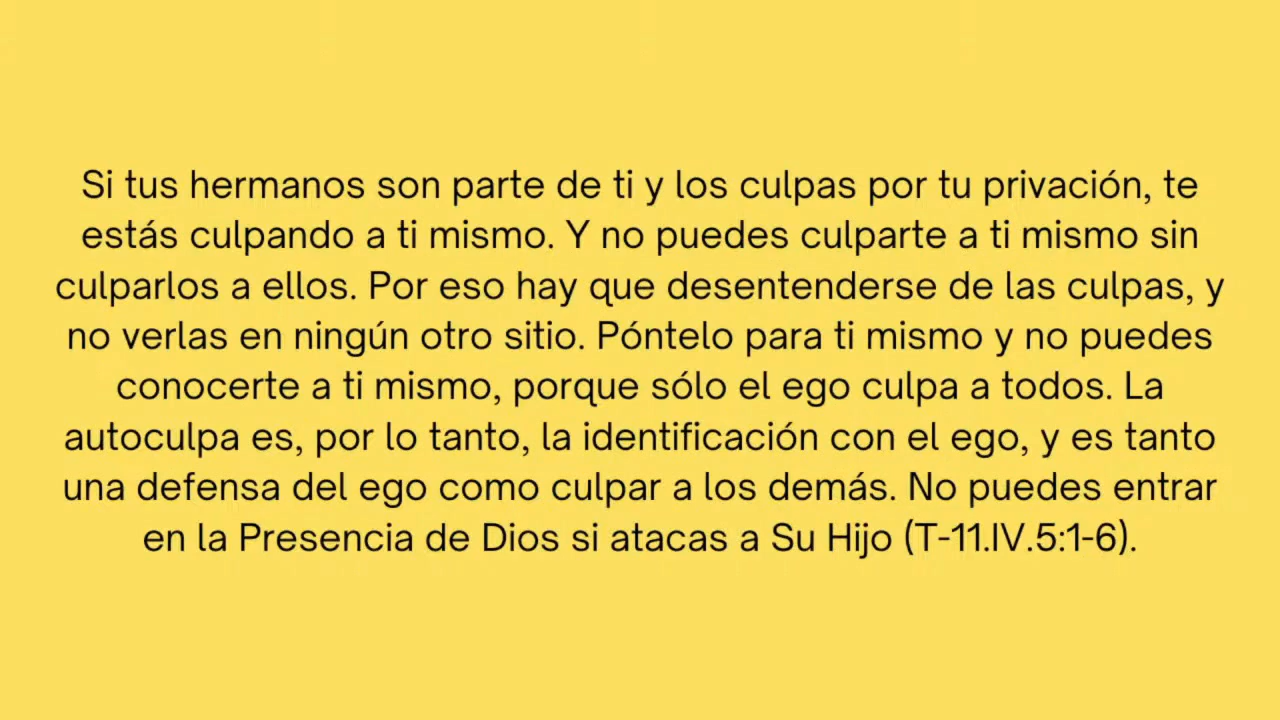 Si tus hermanos son parte de ti y los culpas por tu privación, te
estás culpando a ti mismo. Y no puedes culparte a ti mismo sin
culparlos a ellos. Por eso hay que desentenderse de las culpas, y
no verlas en ningún otro sitio. Póntelo para ti mismo y no puedes
conocerte a ti mismo, porque sólo el ego culpa a todos. La
autoculpa es, por lo tanto, la identificación con el ego, y es tanto
una defensa del ego como culpar a los demás. No puedes entrar
en la Presencia de Dios si atacas a Su Hijo (T-11.IV.5:1-6).